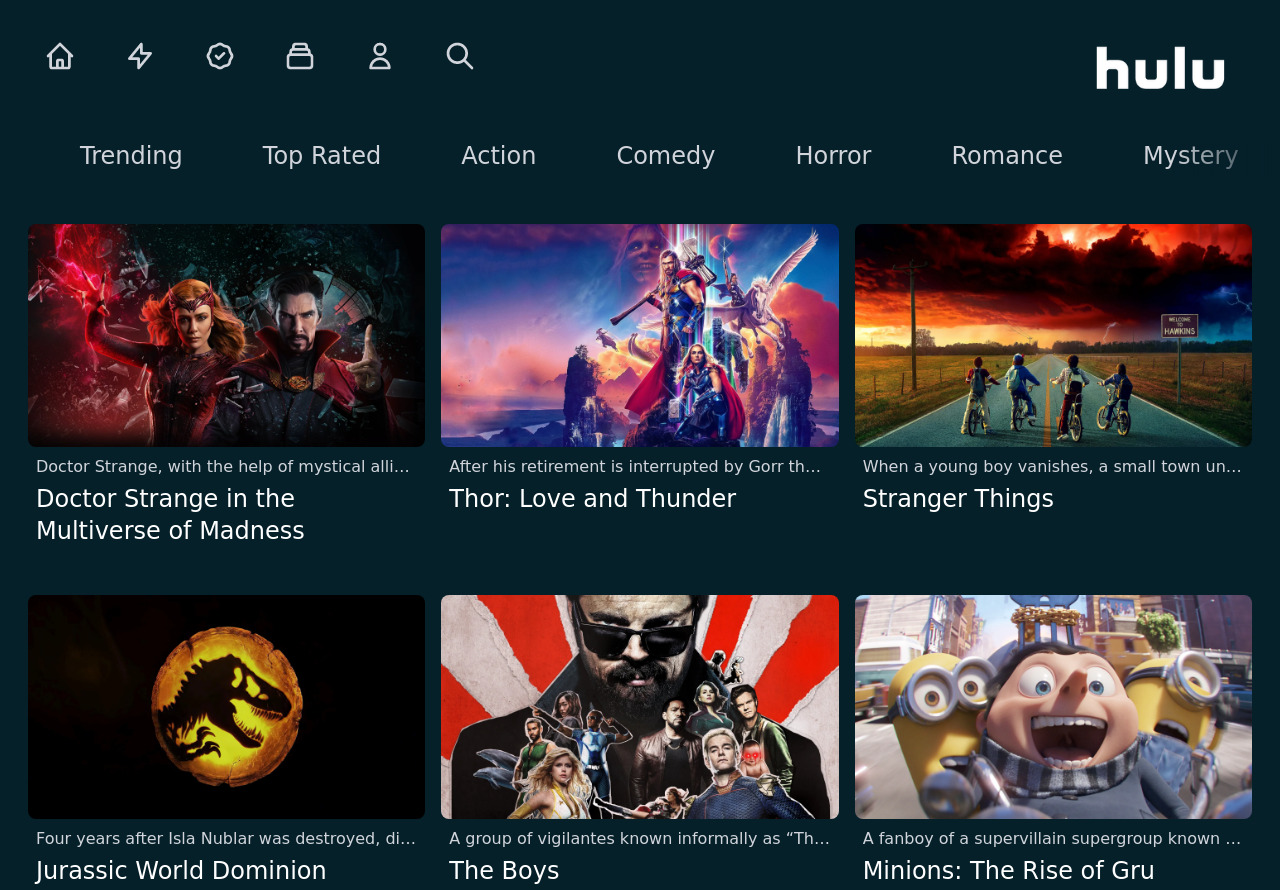 hulu
Trending Top Rated Action Comedy Horror Romance Mystery
WELCOME
TO
HAWKINS
Doctor Strange, with the help of mystical alli…
Doctor Strange in the
Multiverse of Madness
After his retirement is interrupted by Gorr th…
Thor: Love and Thunder
When a young boy vanishes, a small town un…
Stranger Things
Four years after Isla Nublar was destroyed, di…
Jurassic World Dominion
A group of vigilantes known informally as “Th…
The Boys
A fanboy of a supervillain supergroup known …
Minions: The Rise of Gru